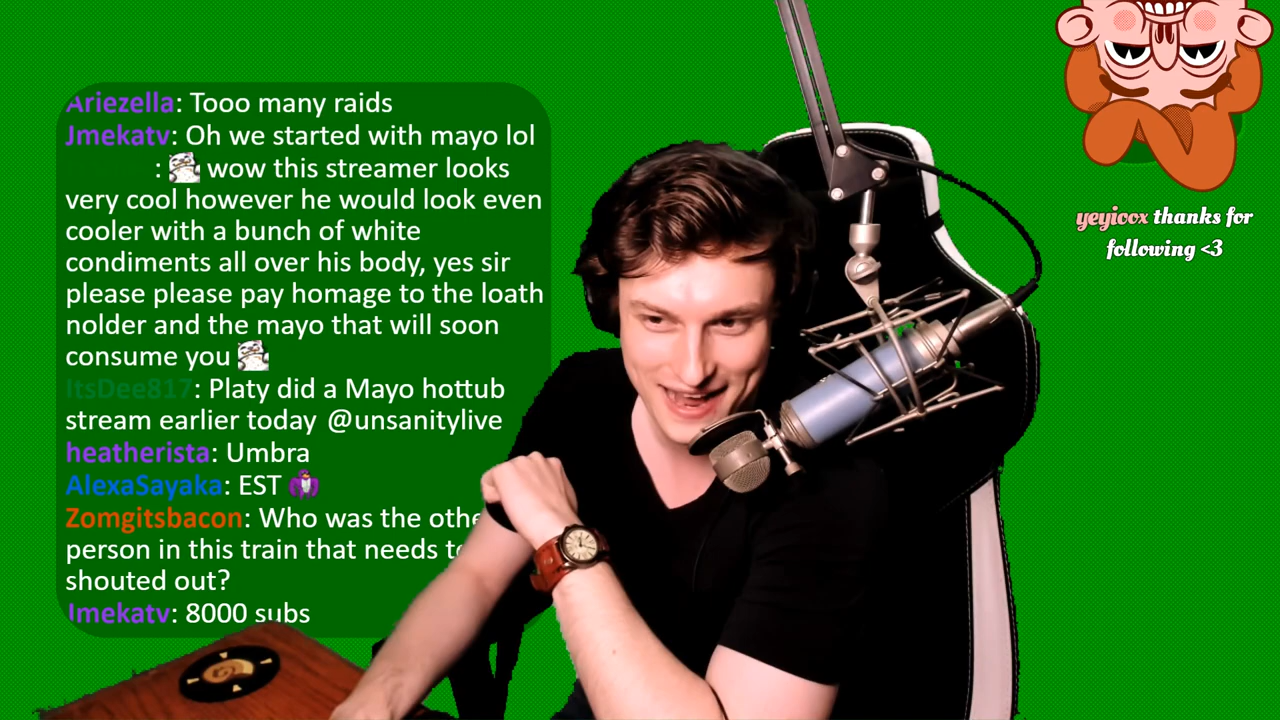 Ariezella: Tooo many raids
Jmekatv: Oh we started with mayo lol
: wow this streamer looks
very cool however he would look even
cooler with a bunch of white
condiments all over his body, yes sir
please please pay homage to the loath
nolder and the mayo that will soon
consume you
ItsDee817: Platy did a Mayo hottub
stream earlier today @unsanitylive
heatherista: Umbra
AlexaSayaka: EST
Zomgitsbacon: Who was the othe
person in this train that needs t
shouted out?
Jmekatv: 8000 subs
yeyioox thanks for
following <3